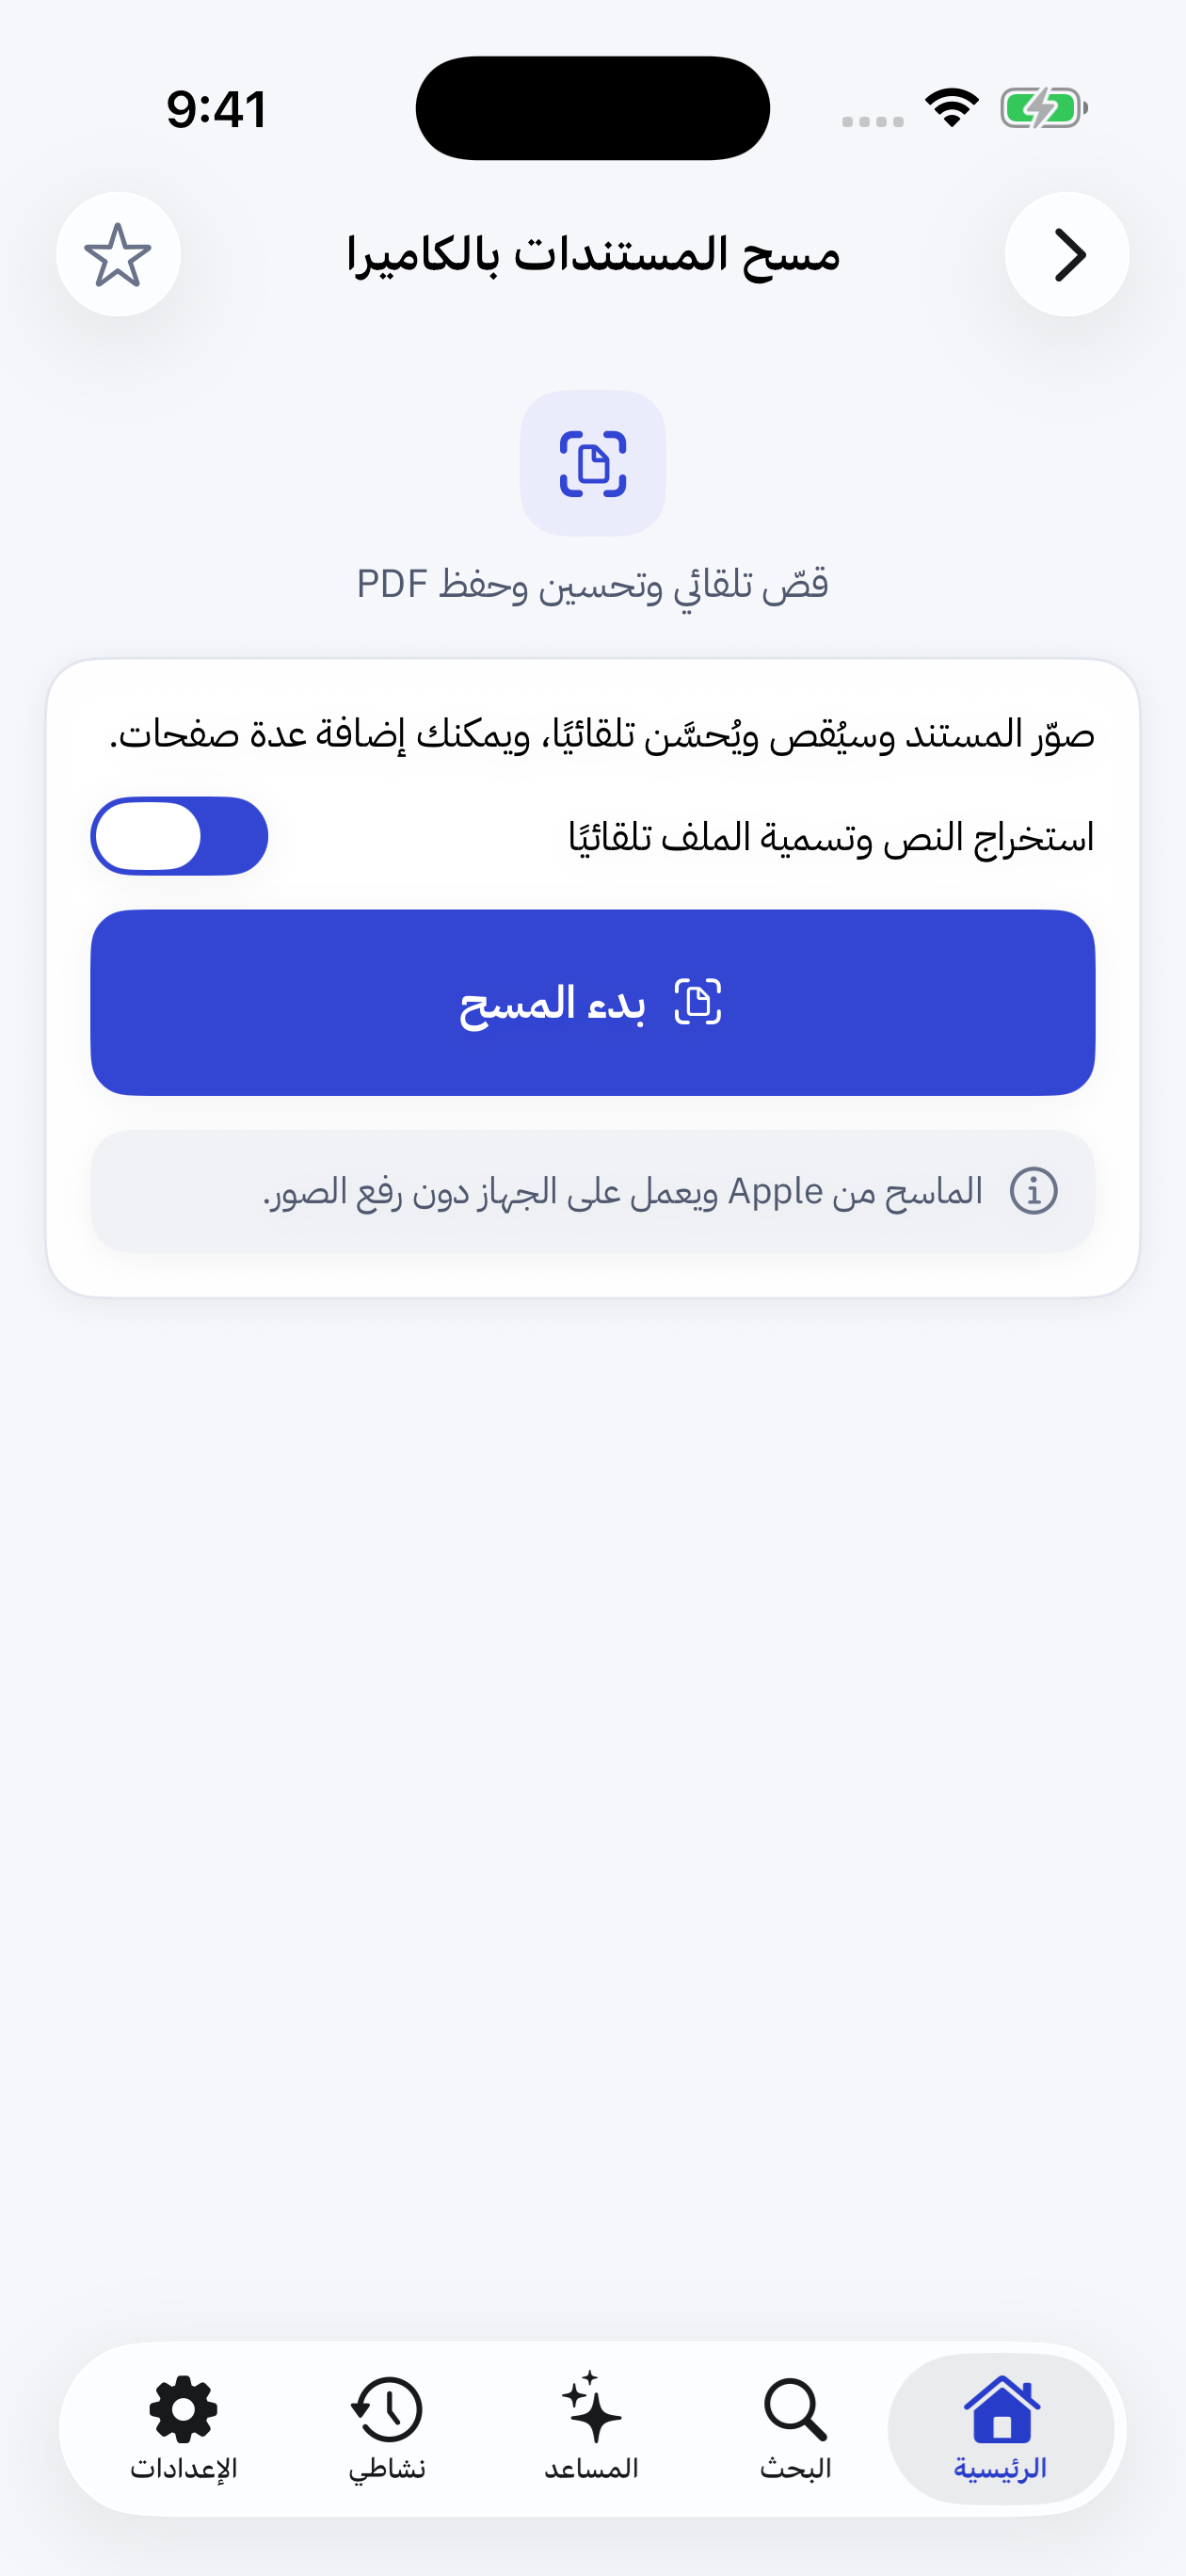 9:41
مسح المستندات بالكاميرا
قصّ تلقائي وتحسين وحفظ PDF
صوّر المستند وسيُقص ويُحسَّن تلقائيًا، ويمكنك إضافة عدة صفحات.
استخراج النص وتسمية الملف تلقائيًا
بدء المسح
الماسح من Apple ويعمل على الجهاز دون رفع الصور.
الرئيسية
البحث
المساعد
نشاطي
الإعدادات